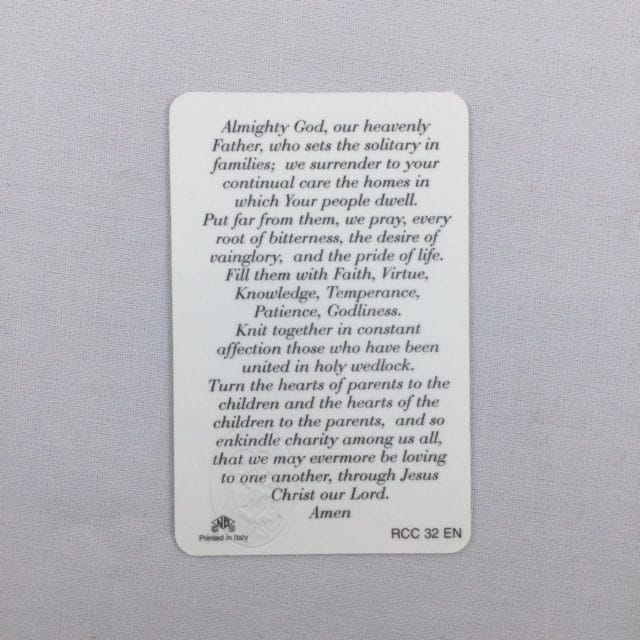 Almighty God, our heavenly
Father, who sets the solitary in
families; we surrender to your
continual care the homes in
which Your people dwell.
Put far from them, we pray, every
root of bitterness, the desire of
vainglory, and the pride of life.
Fill them with Faith, Virtue,
Knowledge, Temperance,
Patience, Godliness.
Knit together in constant
affection those who have been
united in holy wedlock.
Turn the hearts of parents to the
children and the hearts of the
children to the parents, and so
enkindle charity among us all,
that we may evermore be loving
to one another, through Jesus
Christ our Lord.
Amen
Printed in Italy
RCC 32 EN